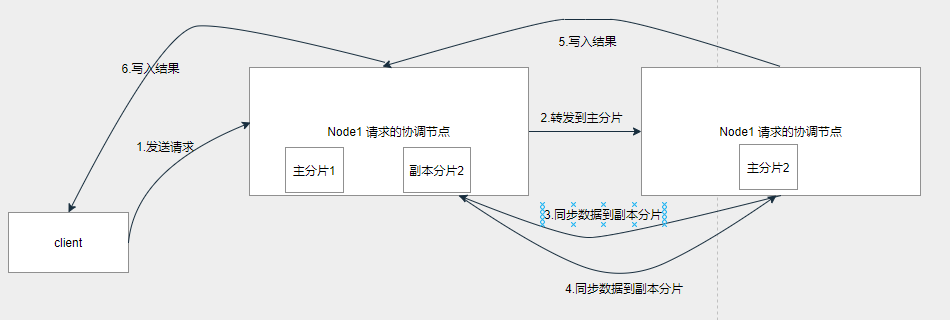 5.写入结果
6.写入结果
2.转发到主分片
Node1 请求的协调节点
Node1 请求的协调节点
1.发送请求
主分片1
副本分片2
主分片2
3.同步数据到副本分片
client
4.同步数据到副本分片